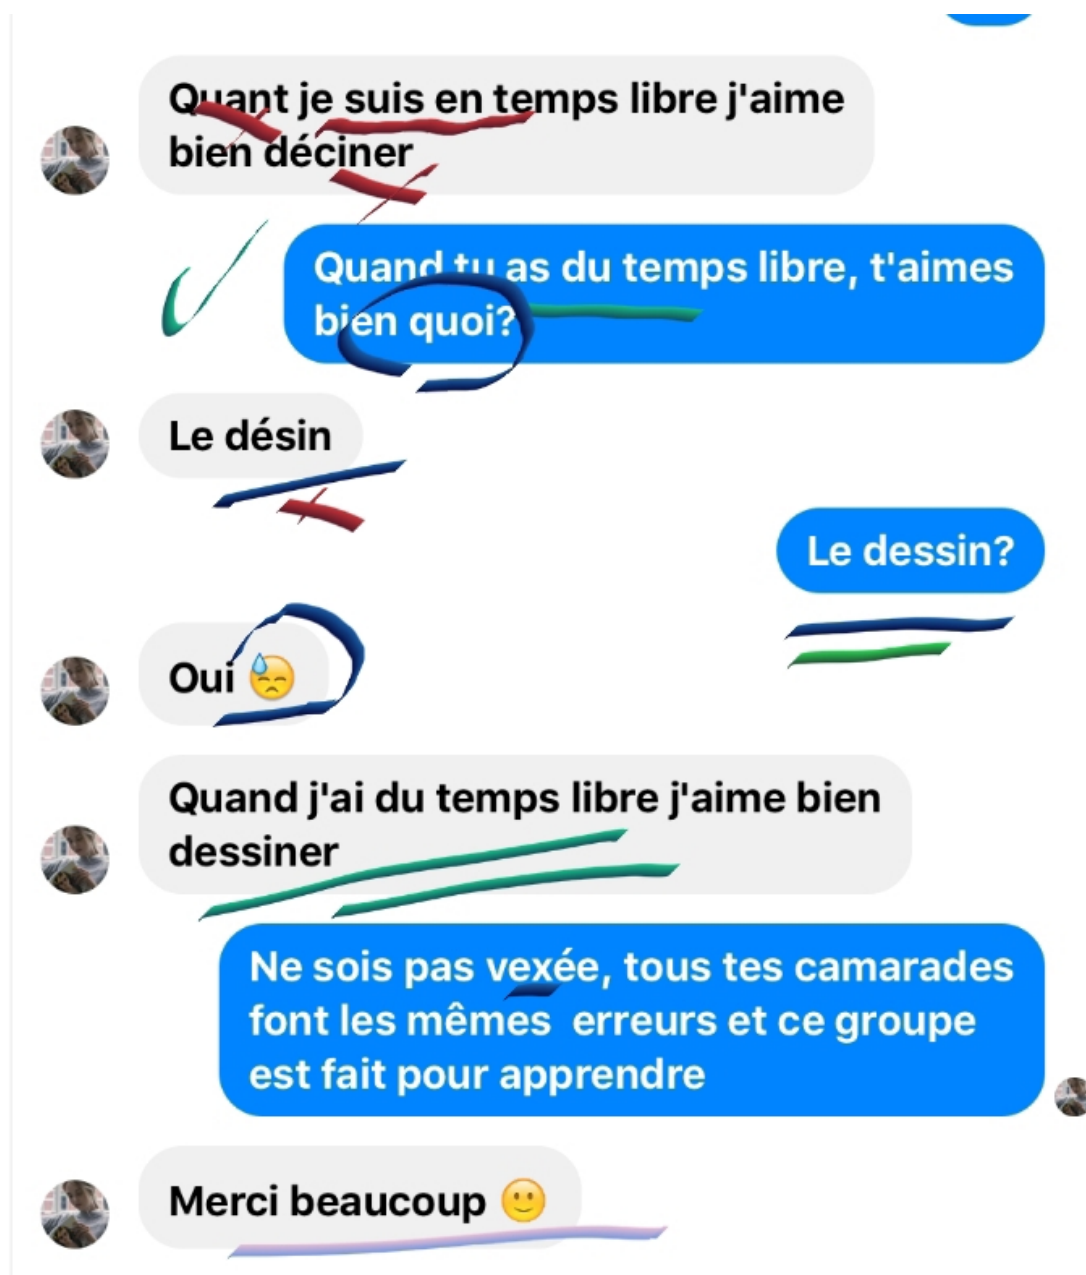 Quant je suis en temps libre j'aime
bien déciner
Quand tu as du temps libre, t'aimes
bien quoi?
Le désin
Le dessin?
Oui 😓
Quand j'ai du temps libre j'aime bien
dessiner
Ne sois pas vexée, tous tes camarades
font les mêmes  erreurs et ce groupe
est fait pour apprendre
Merci beaucoup 🙂